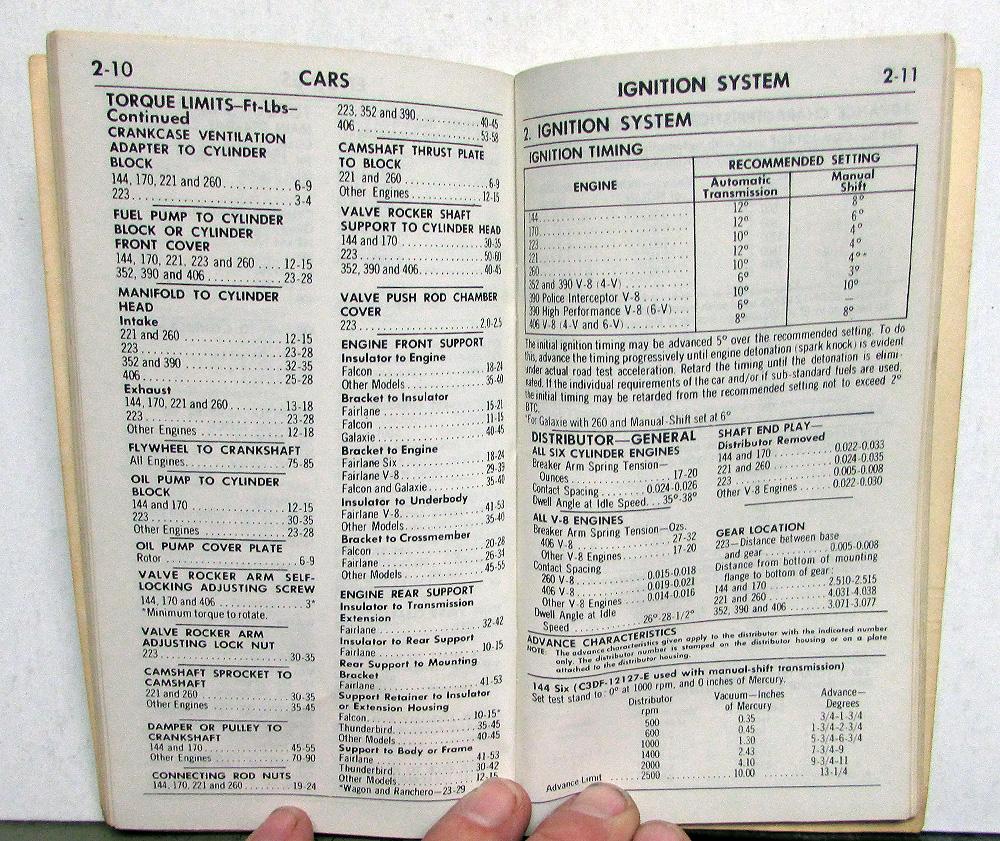 2-10
CARS
TORQUE LIMITS—Ft-Lbs—
Continued
CRANKCASE VENTILATION
ADAPTER TO CYLINDER
BLOCK
144, 170, 221 and 260 . . . . . . . . . . . 6-9
223 . . . . . . . . . . . . . . . . . . . . . 3-4
FUEL PUMP TO CYLINDER
BLOCK OR CYLINDER
FRONT COVER
144, 170, 221, 223 and 260 . . . . 12-15
352, 390 and 406 . . . . . . . . . . . 23-28
MANIFOLD TO CYLINDER
HEAD
Intake
221 and 260 . . . . . . . . . . . . . . . 12-15
223 . . . . . . . . . . . . . . . . . . . . 23-28
352 and 390 . . . . . . . . . . . . . . . 32-35
406 . . . . . . . . . . . . . . . . . . . . 25-28
Exhaust
144, 170, 221 and 260 . . . . . . . . . 13-18
223 . . . . . . . . . . . . . . . . . . . . 23-28
Other Engines . . . . . . . . . . . . . . 12-18
FLYWHEEL TO CRANKSHAFT
All Engines . . . . . . . . . . . . . . . . 75-85
OIL PUMP TO CYLINDER
BLOCK
144 and 170 . . . . . . . . . . . . . . . 12-15
223 . . . . . . . . . . . . . . . . . . . . 30-35
Other Engines . . . . . . . . . . . . . . 23-28
OIL PUMP COVER PLATE
Rotor . . . . . . . . . . . . . . . . . . . 6-9
VALVE ROCKER ARM SELF-
LOCKING ADJUSTING SCREW
144, 170 and 406 . . . . . . . . . . . . 3*
*Minimum torque to rotate.
VALVE ROCKER ARM
ADJUSTING LOCK NUT
223 . . . . . . . . . . . . . . . . . . . . 30-35
CAMSHAFT SPROCKET TO
CAMSHAFT
221 and 260 . . . . . . . . . . . . . . . 30-35
Other Engines . . . . . . . . . . . . . . 35-45
DAMPER OR PULLEY TO
CRANKSHAFT
144 and 170 . . . . . . . . . . . . . . . 45-55
Other Engines . . . . . . . . . . . . . . 70-90
CONNECTING ROD NUTS
144, 170, 221 and 260 . . . . . . . . . 19-24
223, 352 and 390 . . . . . . . . . . . . 40-45
406 . . . . . . . . . . . . . . . . . . . . 53-58
CAMSHAFT THRUST PLATE
TO BLOCK
221 and 260 . . . . . . . . . . . . . . . 6-9
Other Engines . . . . . . . . . . . . . . 12-15
VALVE ROCKER SHAFT
SUPPORT TO CYLINDER HEAD
144 and 170 . . . . . . . . . . . . . . . 30-35
223 . . . . . . . . . . . . . . . . . . . . 50-60
352, 390 and 406 . . . . . . . . . . . . 40-45
VALVE PUSH ROD CHAMBER
COVER
223 . . . . . . . . . . . . . . . . . . . . 2.0-2.5
ENGINE FRONT SUPPORT
Insulator to Engine
Falcon . . . . . . . . . . . . . . . . . . 18-24
Other Models . . . . . . . . . . . . . . 35-40
Bracket to Insulator
Fairlane . . . . . . . . . . . . . . . . . 15-21
Falcon . . . . . . . . . . . . . . . . . . 11-15
Galaxie . . . . . . . . . . . . . . . . . . 40-45
Bracket to Engine
Fairlane Six . . . . . . . . . . . . . . . 18-24
Fairlane V-8 . . . . . . . . . . . . . . . 29-39
Falcon and Galaxie . . . . . . . . . . . 35-40
Insulator to Underbody
Fairlane V-8 . . . . . . . . . . . . . . . 41-53
Other Models . . . . . . . . . . . . . . 35-40
Bracket to Crossmember
Falcon . . . . . . . . . . . . . . . . . . 20-28
Fairlane . . . . . . . . . . . . . . . . . 26-34
Other Models . . . . . . . . . . . . . . 45-55
ENGINE REAR SUPPORT
Insulator to Transmission
Extension
Fairlane . . . . . . . . . . . . . . . . . 32-42
Insulator to Rear Support
Fairlane . . . . . . . . . . . . . . . . . 10-15
Rear Support to Mounting
Bracket
Fairlane . . . . . . . . . . . . . . . . . 41-53
Support Retainer to Insulator
or Extension Housing
Falcon . . . . . . . . . . . . . . . . . . 10-15*
Thunderbird . . . . . . . . . . . . . . . 35-45
Other Models . . . . . . . . . . . . . . 40-45
Support to Body or Frame
Fairlane . . . . . . . . . . . . . . . . . 41-53
Thunderbird . . . . . . . . . . . . . . . 30-42
Other Models . . . . . . . . . . . . . . 12-15
*Wagon and Ranchero—23-29
IGNITION SYSTEM
2-11
2. IGNITION SYSTEM
IGNITION TIMING
ENGINE
RECOMMENDED SETTING
Automatic
Transmission
Manual
Shift
144 . . . . . . . . . . 12° 8°
170 . . . . . . . . . . 12° 6°
223 . . . . . . . . . . 10° 4°
221 . . . . . . . . . . 12° 4°
260 . . . . . . . . . . 10° 4°*
352 and 390 V-8 (4-V) . . . . . . 6° 3°
390 Police Interceptor V-8 . . . . . . 10° 10°
390 High Performance V-8 (6-V) . . . 6° —
406 V-8 (4-V and 6-V) . . . . . . . 8° 8°
The initial ignition timing may be advanced 5° over the recommended setting. To do
this, advance the timing progressively until engine detonation (spark knock) is evident
under actual road test acceleration. Retard the timing until the detonation is elimi-
nated. If the individual requirements of the car and/or if sub-standard fuels are used,
the initial timing may be retarded from the recommended setting not to exceed 2°
BTC.
*For Galaxie with 260 and Manual-Shift set at 6°
DISTRIBUTOR—GENERAL
ALL SIX CYLINDER ENGINES
Breaker Arm Spring Tension—
Ounces . . . . . . . . . . . . . . . . . 17-20
Contact Spacing . . . . . . . . 0.024-0.026
Dwell Angle at Idle Speed . . . 35°-38°
ALL V-8 ENGINES
Breaker Arm Spring Tension—Ozs.
406 V-8 . . . . . . . . . . . . . . . . . 27-32
Other V-8 Engines . . . . . . . . . . . 17-20
Contact Spacing
260 V-8 . . . . . . . . . . . . 0.015-0.018
406 V-8 . . . . . . . . . . . . 0.019-0.021
Other V-8 Engines . . . . . . 0.014-0.016
Dwell Angle at Idle
Speed . . . . . . . . . . . . 26°-28-1/2°
SHAFT END PLAY—
Distributor Removed
144 and 170 . . . . . . . . . . 0.022-0.033
221 and 260 . . . . . . . . . . 0.024-0.035
223 . . . . . . . . . . . . . . . 0.005-0.008
Other V-8 Engines . . . . . . 0.022-0.030
GEAR LOCATION
223—Distance between base
and gear . . . . . . . . . . . . 0.005-0.008
Distance from bottom of mounting
flange to bottom of gear:
144 and 170 . . . . . . . . . . 2.510-2.515
221 and 260 . . . . . . . . . . 4.031-4.038
352, 390 and 406 . . . . . . . 3.071-3.077
ADVANCE CHARACTERISTICS
NOTE: The advance characteristics given apply to the distributor with the indicated number
only. The distributor number is stamped on the distributor housing or on a plate
attached to the distributor housing.
144 Six (C3DF-12127-E used with manual-shift transmission)
Set test stand to: 0° at 1000 rpm, and 0 inches of Mercury.
Distributor
rpm
Vacuum—Inches
of Mercury
Advance—
Degrees
500 0.35 3/4-1-3/4
600 0.45 1-3/4-2-3/4
1000 1.30 5-3/4-6-3/4
1400 2.43 7-3/4-9
2000 4.10 9-3/4-11
Advance Limit . . . . . . 2500 . . . . . . 10.00 . . . . . . 13-1/4